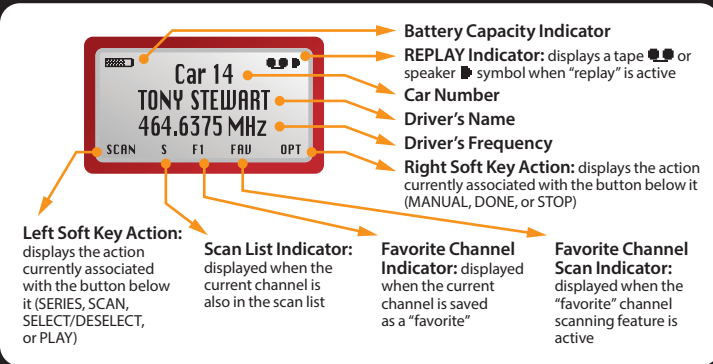 Car 14
TONY STEWART
464.6375 MHz
SCAN S F1 FAV OPT
Battery Capacity Indicator
REPLAY Indicator: displays a tape or
speaker symbol when “replay” is active
Car Number
Driver’s Name
Driver’s Frequency
Right Soft Key Action: displays the action
currently associated with the button below it
(MANUAL, DONE, or STOP)
Left Soft Key Action:
displays the action
currently associated
with the button below
it (SERIES, SCAN,
SELECT/DESELECT,
or PLAY)
Scan List Indicator:
displayed when the
current channel is
also in the scan list
Favorite Channel
Indicator: displayed
when the current
channel is saved
as a “favorite”
Favorite Channel
Scan Indicator:
displayed when the
“favorite” channel
scanning feature is
active